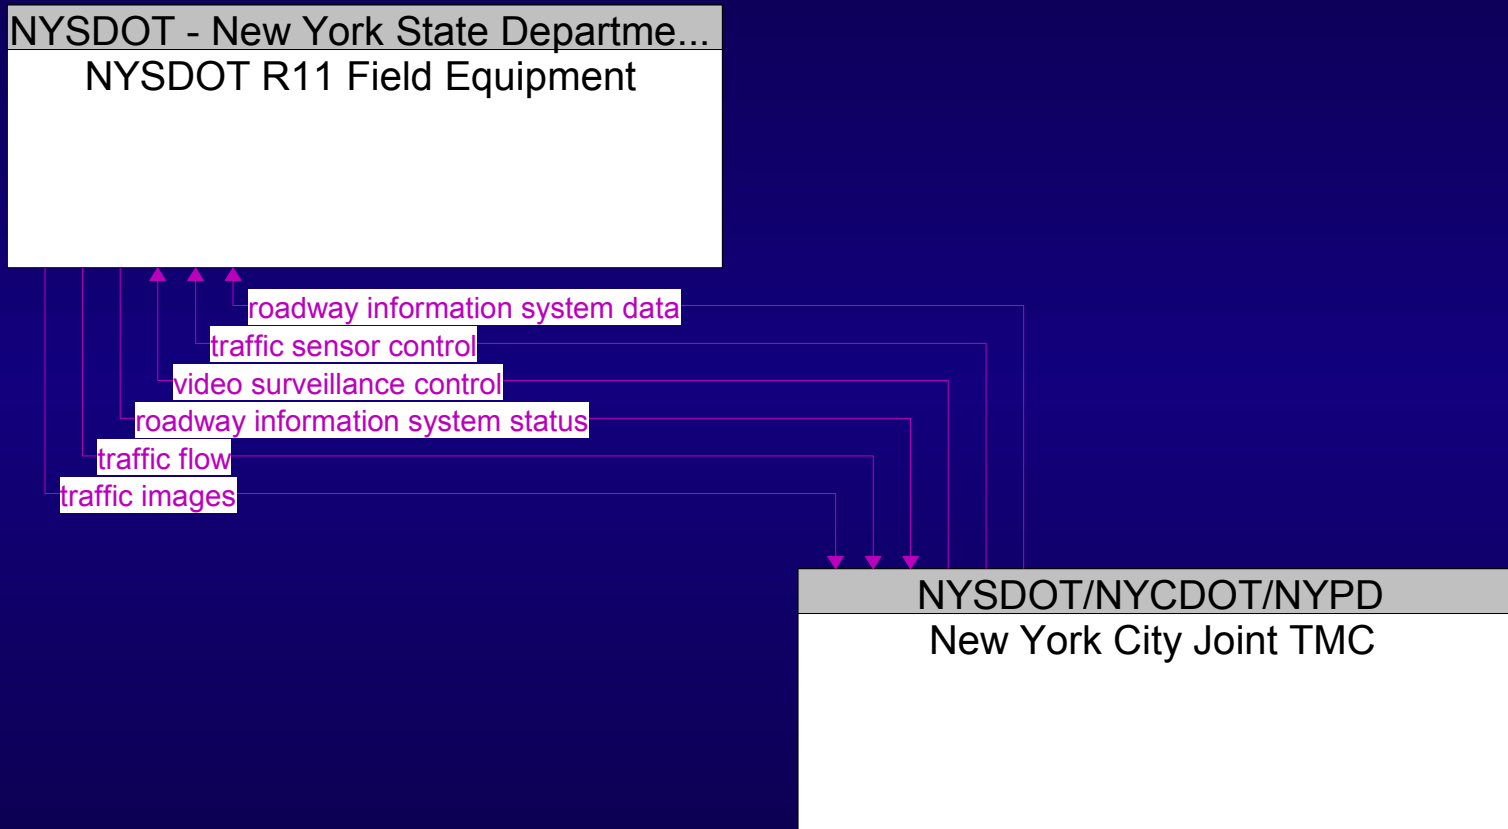 NYSDOT - New York State Departme...
NYSDOT R11 Field Equipment
roadway information system data
traffic sensor control
video surveillance control
roadway information system status
traffic flow
traffic images
NYSDOT/NYCDOT/NYPD
New York City Joint TMC